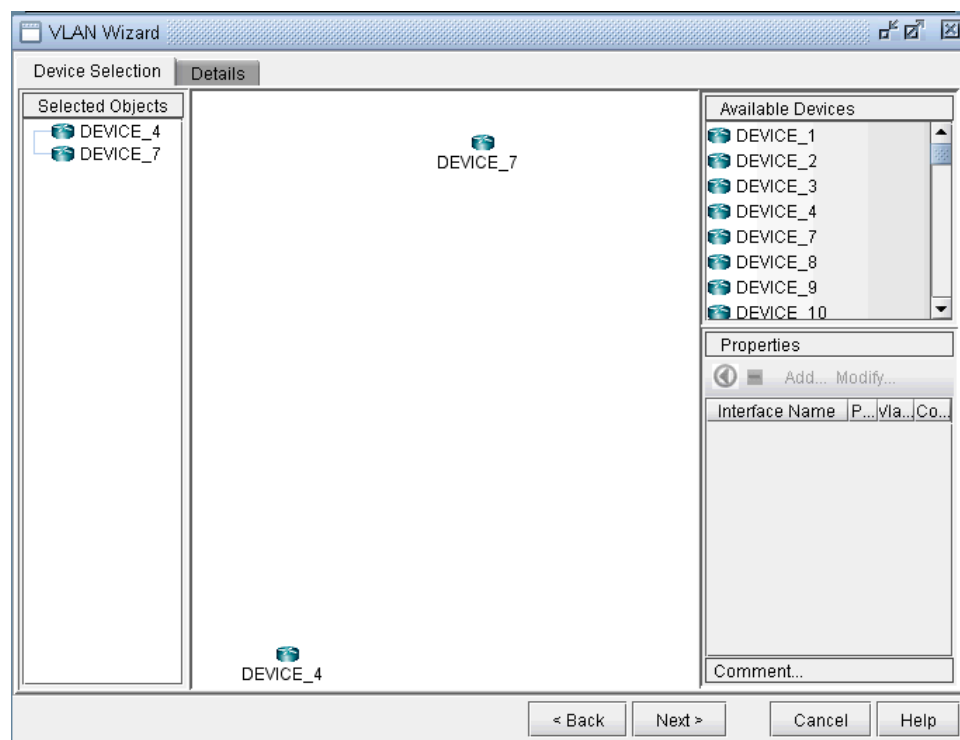 VLAN Wizard
Device Selection
Details
Selected Objects
DEVICE_4
DEVICE_7
DEVICE_7
DEVICE_4
Available Devices
DEVICE_1
DEVICE_2
DEVICE_3
DEVICE_4
DEVICE_7
DEVICE_8
DEVICE_9
DEVICE_10
Properties
Add... Modify...
Interface Name P... Vla... Co...
Comment...
< Back Next > Cancel Help